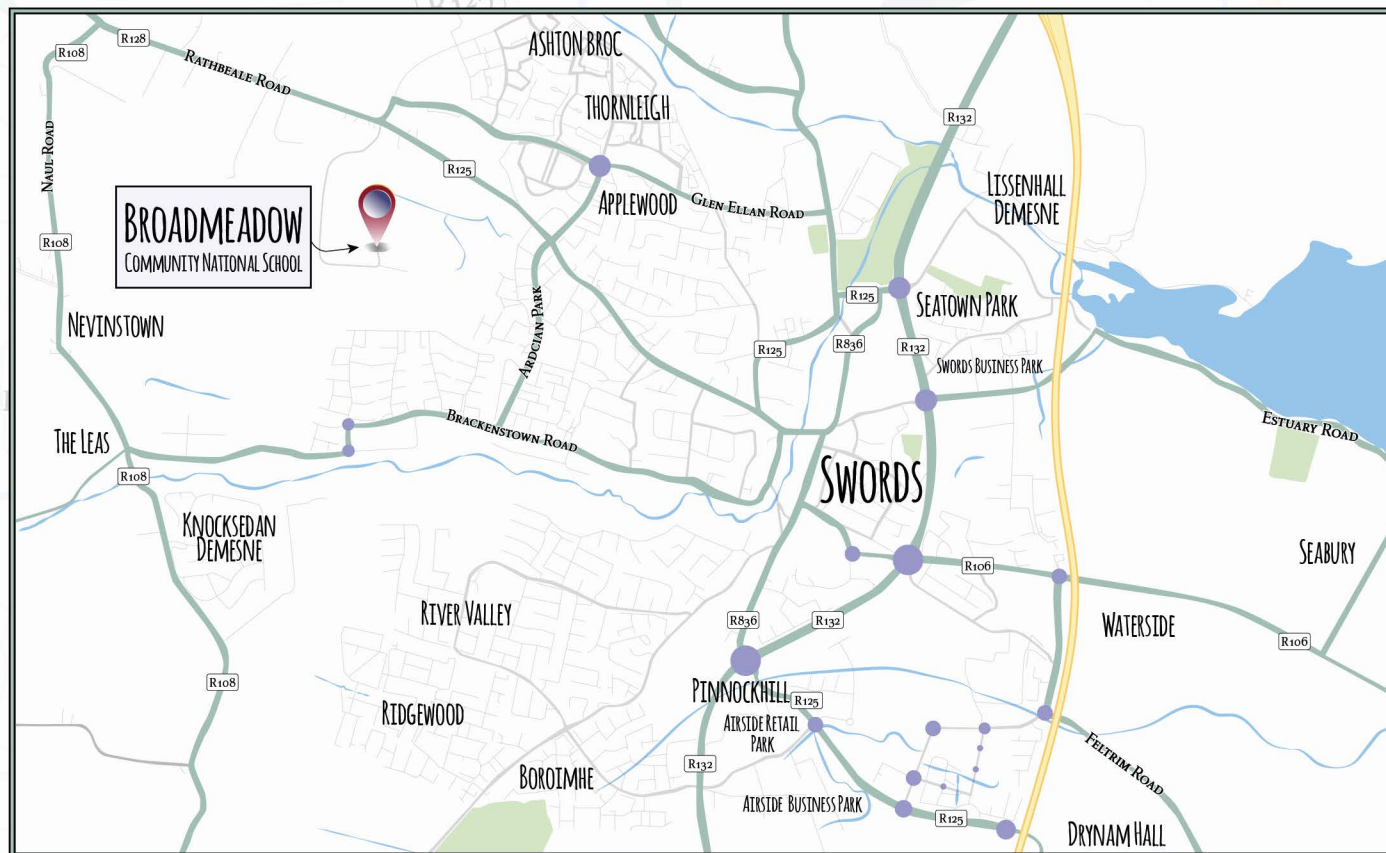 R125
ASHTON BROC
R128
R108
RATHBEALE ROAD
THORNLEIGH
R132
NAUL ROAD
R125
LISSENHALL
DEMESNE
APPLEWOOD
GLEN ELLAN ROAD
BROADMEADOW
COMMUNITY NATIONAL SCHOOL
R108
R125
SEATOWN PARK
NEVINSTOWN
ARDCIAN PARK
R836
R132
R125
SWORDS BUSINESS PARK
THE LEAS
BRACKENSTOWN ROAD
ESTUARY ROAD
R108
SWORDS
KNOCKSEDAN
DEMESNE
R106
SEABURY
RIVER VALLEY
R836
R132
WATERSIDE
R106
R108
PINNOCKHILL
R125
RIDGEWOOD
AIRSIDE RETAIL
PARK
FELTRIM ROAD
R132
BOROIMHE
AIRSIDE BUSINESS PARK
R125
DRYNAM HALL